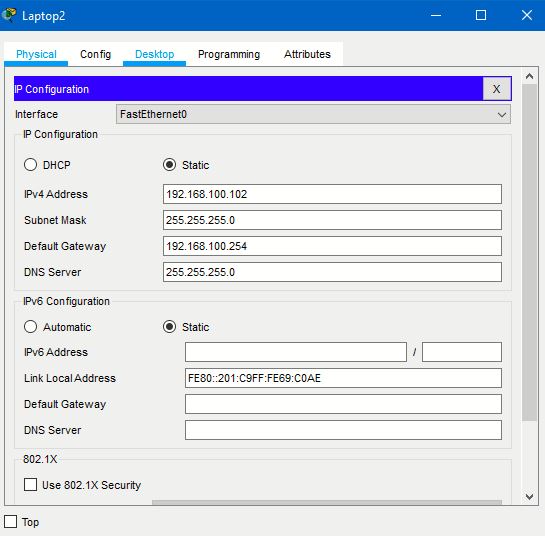 Laptop2
Physical Config Desktop Programming Attributes
IP Configuration X
Interface FastEthernet0
IP Configuration
DHCP Static
IPv4 Address 192.168.100.102
Subnet Mask 255.255.255.0
Default Gateway 192.168.100.254
DNS Server 255.255.255.0
IPv6 Configuration
Automatic Static
IPv6 Address /
Link Local Address FE80::201:C9FF:FE69:C0AE
Default Gateway
DNS Server
802.1X
Use 802.1X Security
Top